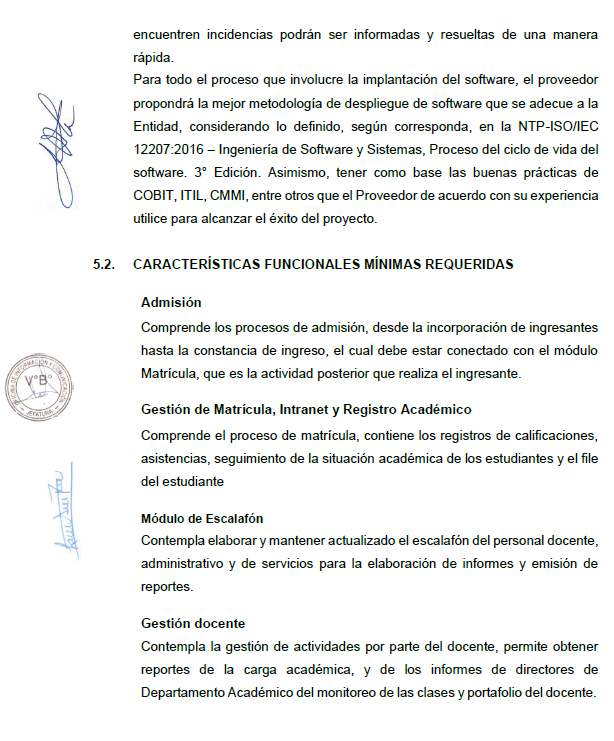 encuentren incidencias podrán ser informadas y resueltas de una manera
rápida.
Para todo el proceso que involucre la implantación del software, el proveedor
propondrá la mejor metodología de despliegue de software que se adecue a la
Entidad, considerando lo definido, según corresponda, en la NTP-ISO/IEC
12207:2016 – Ingeniería de Software y Sistemas, Proceso del ciclo de vida del
software. 3° Edición. Asimismo, tener como base las buenas prácticas de
COBIT, ITIL, CMMI, entre otros que el Proveedor de acuerdo con su experiencia
utilice para alcanzar el éxito del proyecto.
5.2. CARACTERÍSTICAS FUNCIONALES MÍNIMAS REQUERIDAS
Admisión
Comprende los procesos de admisión, desde la incorporación de ingresantes
hasta la constancia de ingreso, el cual debe estar conectado con el módulo
Matrícula, que es la actividad posterior que realiza el ingresante.
V°B°
JEFATURA
Gestión de Matrícula, Intranet y Registro Académico
Comprende el proceso de matrícula, contiene los registros de calificaciones,
asistencias, seguimiento de la situación académica de los estudiantes y el file
del estudiante
Módulo de Escalafón
Contempla elaborar y mantener actualizado el escalafón del personal docente,
administrativo y de servicios para la elaboración de informes y emisión de
reportes.
Gestión docente
Contempla la gestión de actividades por parte del docente, permite obtener
reportes de la carga académica, y de los informes de directores de
Departamento Académico del monitoreo de las clases y portafolio del docente.